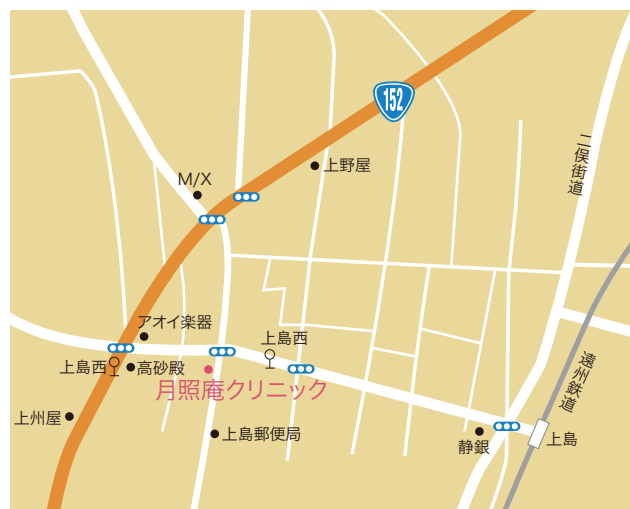 152
二俣街道
上野屋
M/X
アオイ楽器
上島西
上島西
高砂殿
遠州鉄道
月照庵クリニック
上州屋
上島郵便局
静銀
上島